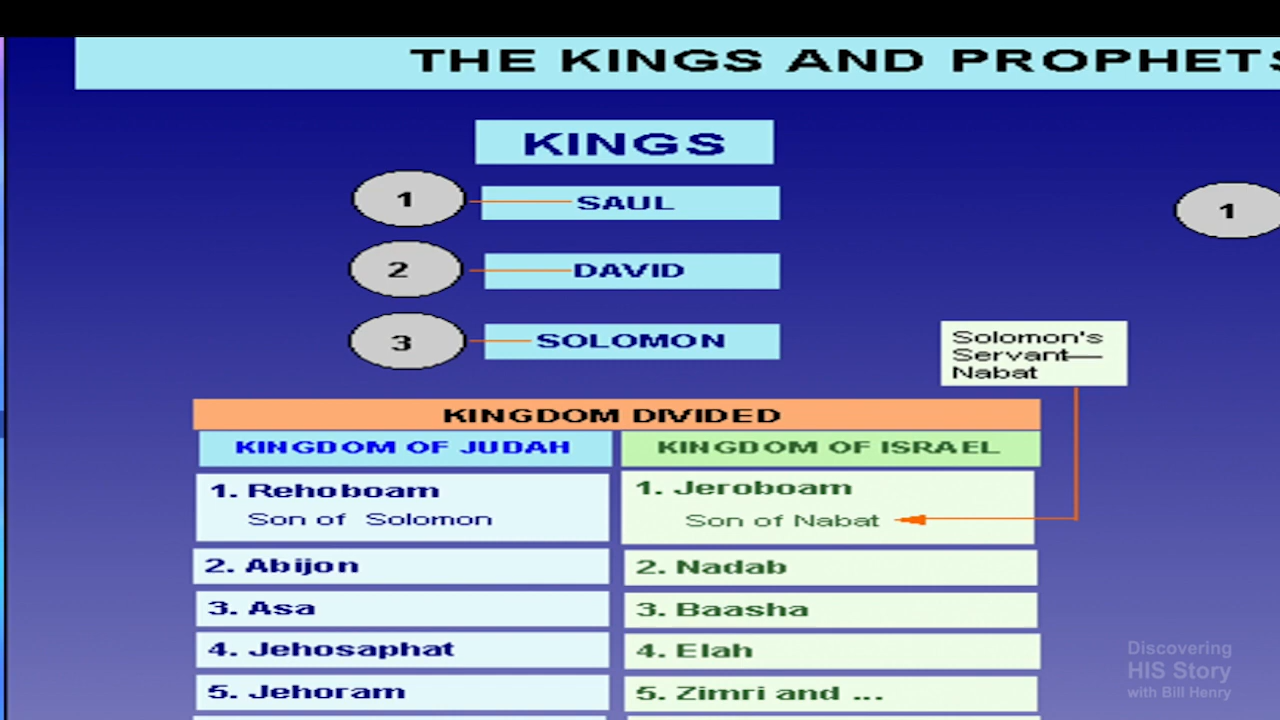 THE KINGS AND PROPHETS
KINGS
1
SAUL
1
2
DAVID
3
SOLOMON
Solomon's
Servant—
Nabat
KINGDOM DIVIDED
KINGDOM OF JUDAH
KINGDOM OF ISRAEL
1. Rehoboam
Son of Solomon
1. Jeroboam
Son of Nabat
2. Abijon
2. Nadab
3. Asa
3. Baasha
4. Jehosaphat
4. Elah
5. Jehoram
5. Zimri and ...
Discovering
HIS Story
with Bill Henry